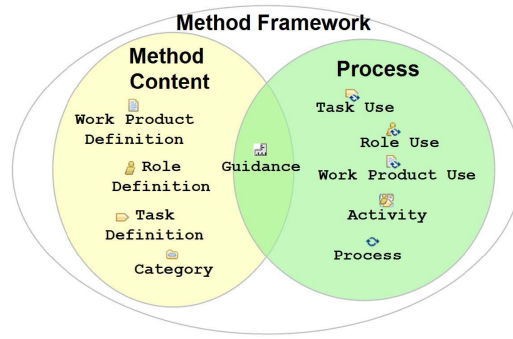 Method Framework
Method
Content
Work Product
Definition
Role
Definition
Task
Definition
Category
Guidance
Process
Task Use
Role Use
Work Product Use
Activity
Process